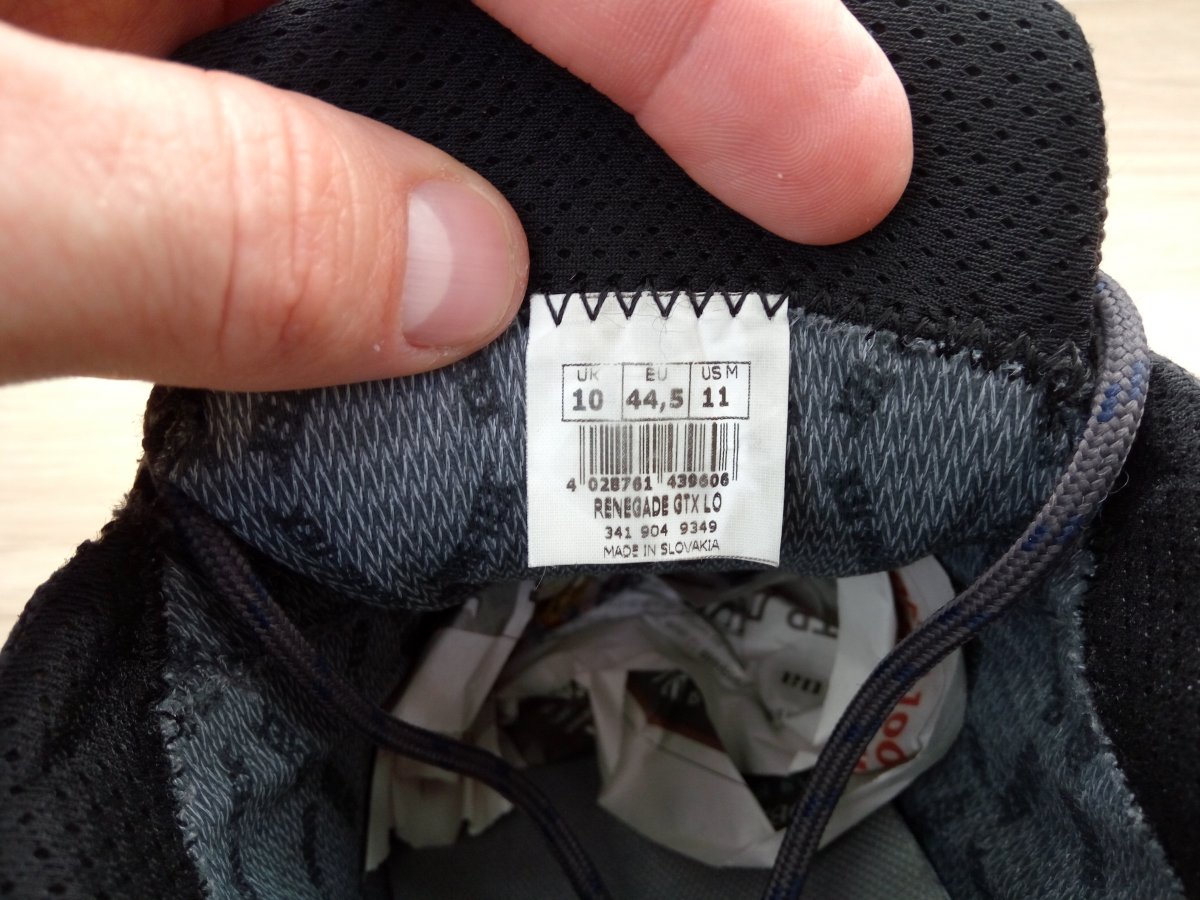 UK EU US M
10 44,5 11
4 028761 439606
RENEGADE GTX LO
341 904 9349
MADE IN SLOVAKIA